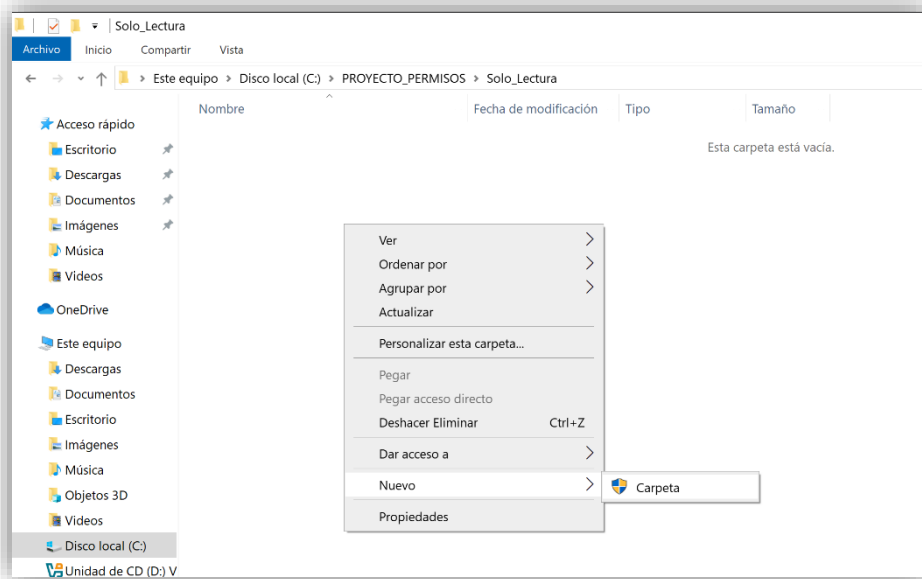 Solo_Lectura
Archivo Inicio Compartir Vista
Este equipo > Disco local (C:) > PROYECTO_PERMISOS > Solo_Lectura
Nombre Fecha de modificación Tipo Tamaño
Esta carpeta está vacía.
Acceso rápido
Escritorio
Descargas
Documentos
Imágenes
Música
Videos
OneDrive
Este equipo
Descargas
Documentos
Escritorio
Imágenes
Música
Objetos 3D
Videos
Disco local (C:)
Unidad de CD (D:) V
Ver
Ordenar por
Agrupar por
Actualizar
Personalizar esta carpeta...
Pegar
Pegar acceso directo
Deshacer Eliminar Ctrl+Z
Dar acceso a
Nuevo
Propiedades
Carpeta